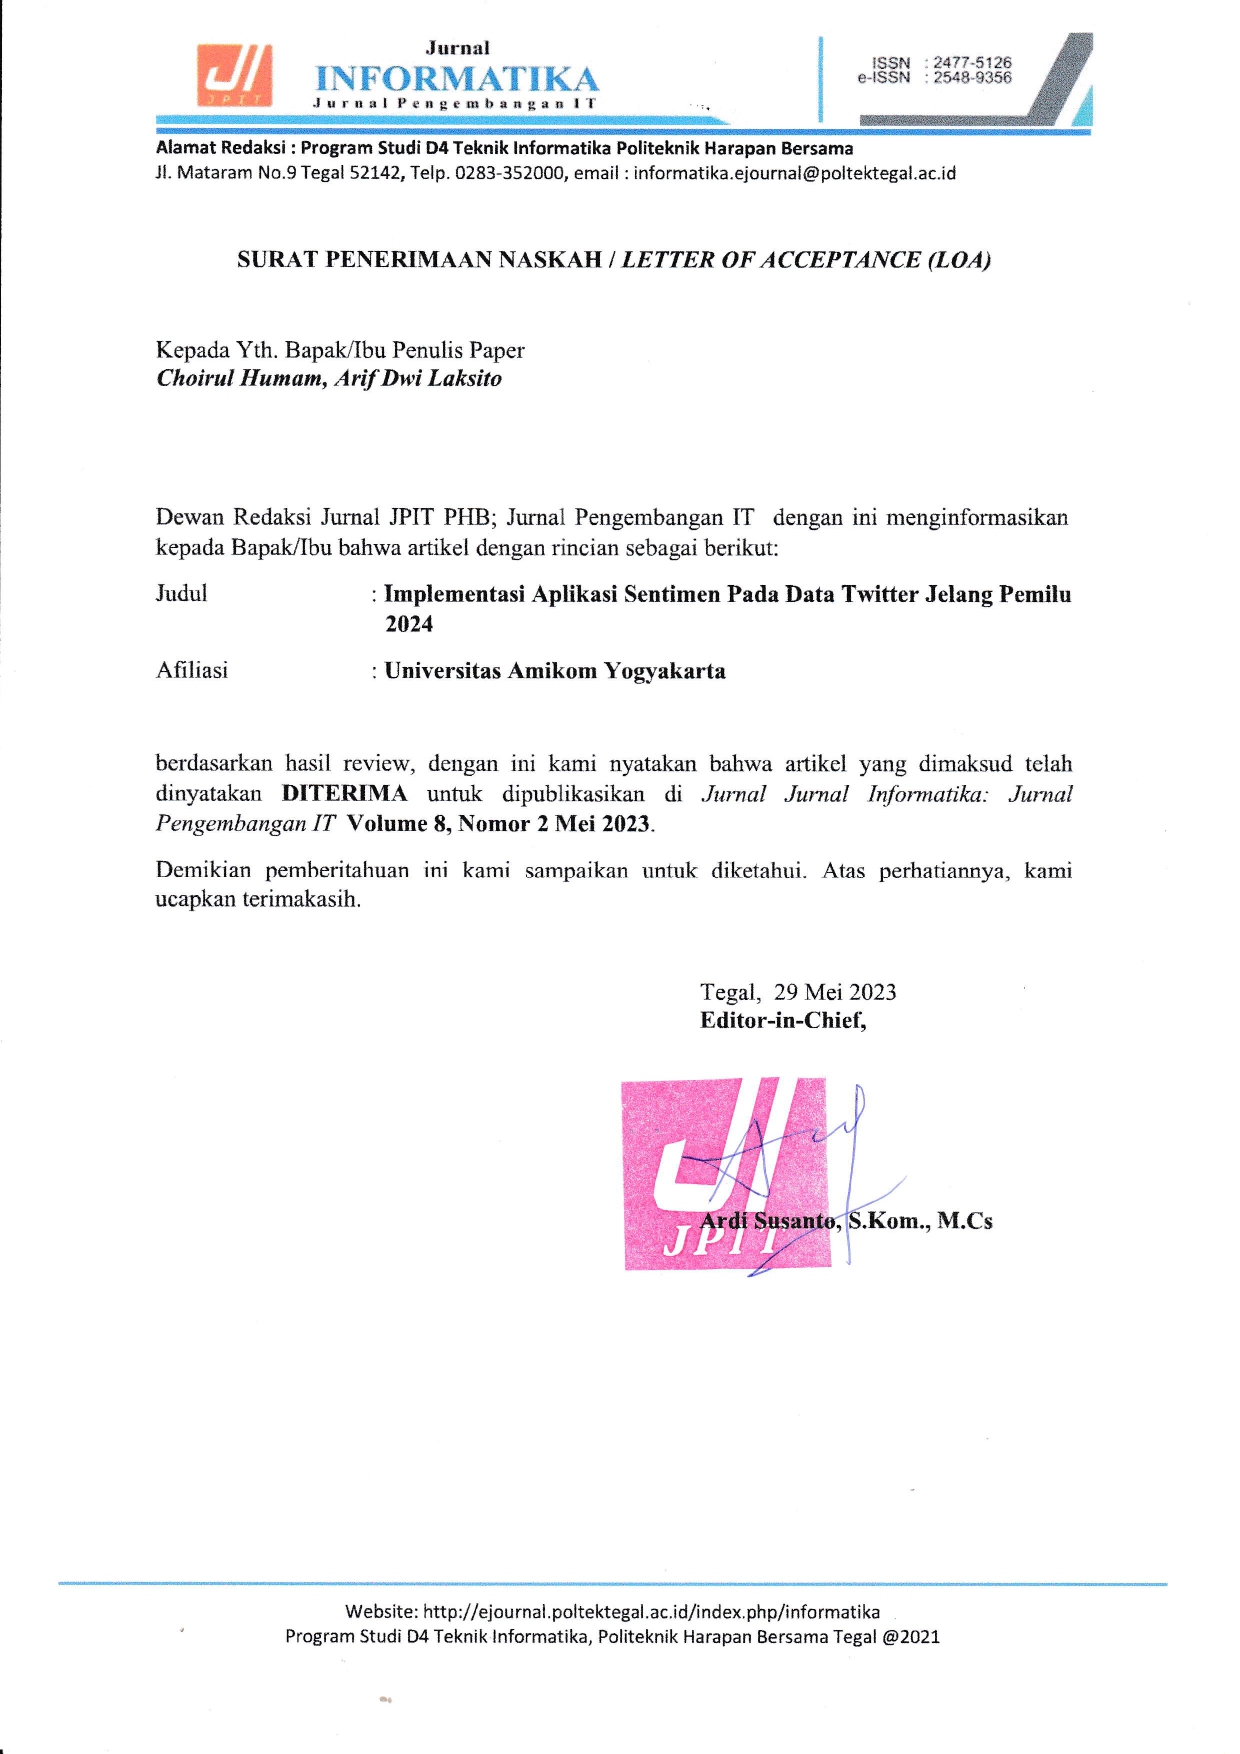 Jurnal
INFORMATIKA
Jurnal Pengembangan IT
JPIT
ISSN : 2477-5126
e-ISSN : 2548-9356
Alamat Redaksi : Program Studi D4 Teknik Informatika Politeknik Harapan Bersama
Jl. Mataram No.9 Tegal 52142, Telp. 0283-352000, email : informatika.ejournal@poltektegal.ac.id
SURAT PENERIMAAN NASKAH / LETTER OF ACCEPTANCE (LOA)
Kepada Yth. Bapak/Ibu Penulis Paper
Choirul Humam, Arif Dwi Laksito
Dewan Redaksi Jurnal JPIT PHB; Jurnal Pengembangan IT dengan ini menginformasikan
kepada Bapak/Ibu bahwa artikel dengan rincian sebagai berikut:
Judul : Implementasi Aplikasi Sentimen Pada Data Twitter Jelang Pemilu
2024
Afiliasi : Universitas Amikom Yogyakarta
berdasarkan hasil review, dengan ini kami nyatakan bahwa artikel yang dimaksud telah
dinyatakan DITERIMA untuk dipublikasikan di Jurnal Jurnal Informatika: Jurnal
Pengembangan IT Volume 8, Nomor 2 Mei 2023.
Demikian pemberitahuan ini kami sampaikan untuk diketahui. Atas perhatiannya, kami
ucapkan terimakasih.
Tegal, 29 Mei 2023
Editor-in-Chief,
Ardi Susanto, S.Kom., M.Cs
JPIT
Website: http://ejournal.poltektegal.ac.id/index.php/informatika
Program Studi D4 Teknik Informatika, Politeknik Harapan Bersama Tegal @2021